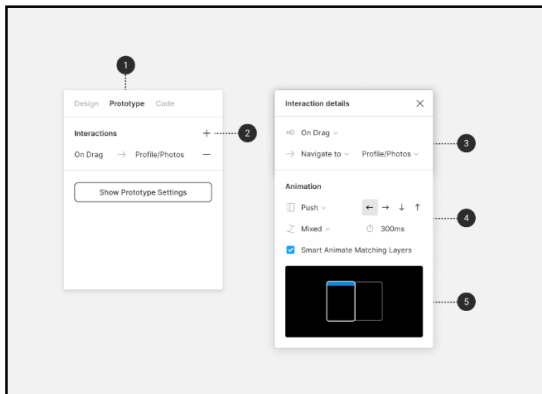 1
Design Prototype Code
Interactions +
2
On Drag → Profile/Photos −
Show Prototype Settings
Interaction details ×
On Drag
→ Navigate to Profile/Photos
3
Animation
Push ← → ↓ ↑
4
Mixed 300ms
Smart Animate Matching Layers
5